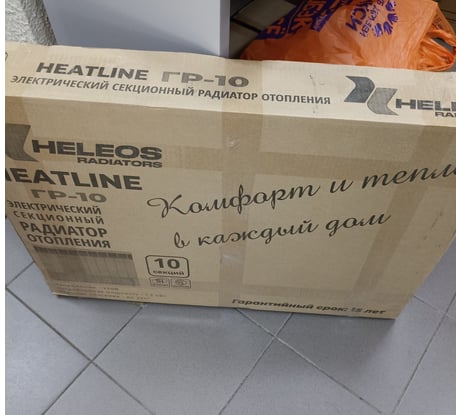 HEATLINE ГР-10
ЭЛЕКТРИЧЕСКИЙ СЕКЦИОННЫЙ РАДИАТОР ОТОПЛЕНИЯ
HELE
HELEOS
RADIATORS
HEATLINE
ГР-10
ЭЛЕКТРИЧЕСКИЙ
СЕКЦИОННЫЙ
РАДИАТОР
ОТОПЛЕНИЯ
10
СЕКЦИЙ
Комфорт и тепло
в каждый дом
Гарантийный срок: 15 лет